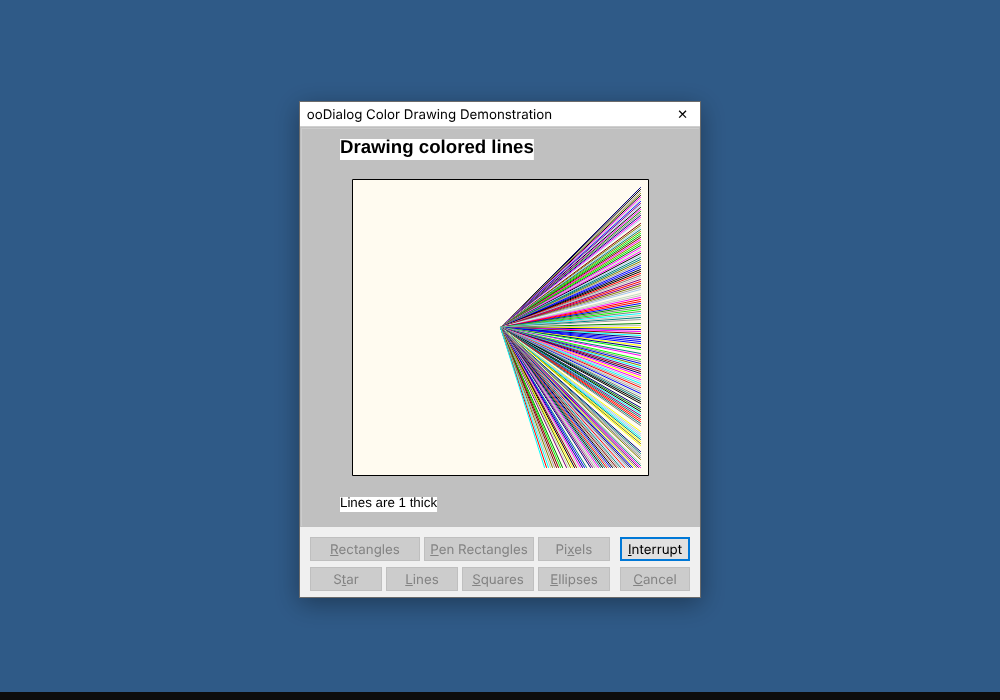 ooDialog Color Drawing Demonstration
Drawing colored lines
Lines are 1 thick
Rectangles Pen Rectangles Pixels Interrupt
Star Lines Squares Ellipses Cancel